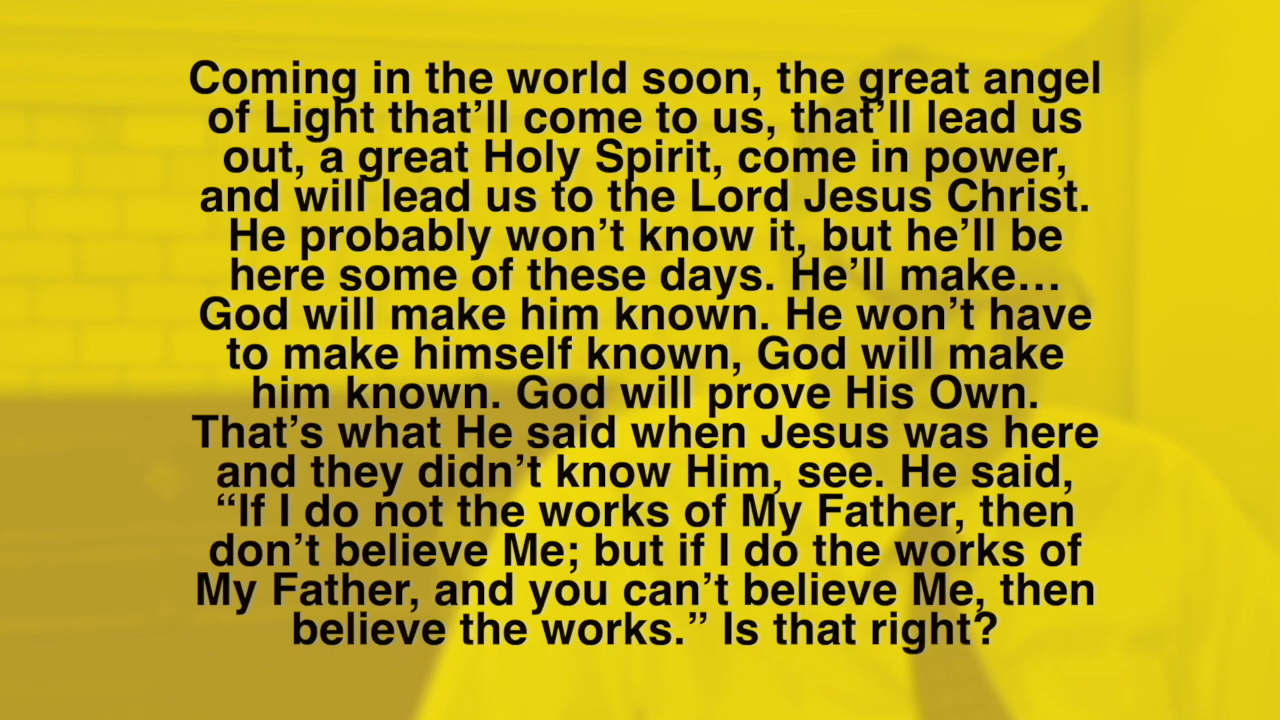 Coming in the world soon, the great angel
of Light that’ll come to us, that’ll lead us
out, a great Holy Spirit, come in power,
and will lead us to the Lord Jesus Christ.
He probably won’t know it, but he’ll be
here some of these days. He’ll make…
God will make him known. He won’t have
to make himself known, God will make
him known. God will prove His Own.
That’s what He said when Jesus was here
and they didn’t know Him, see. He said,
“If I do not the works of My Father, then
don’t believe Me; but if I do the works of
My Father, and you can’t believe Me, then
believe the works.” Is that right?